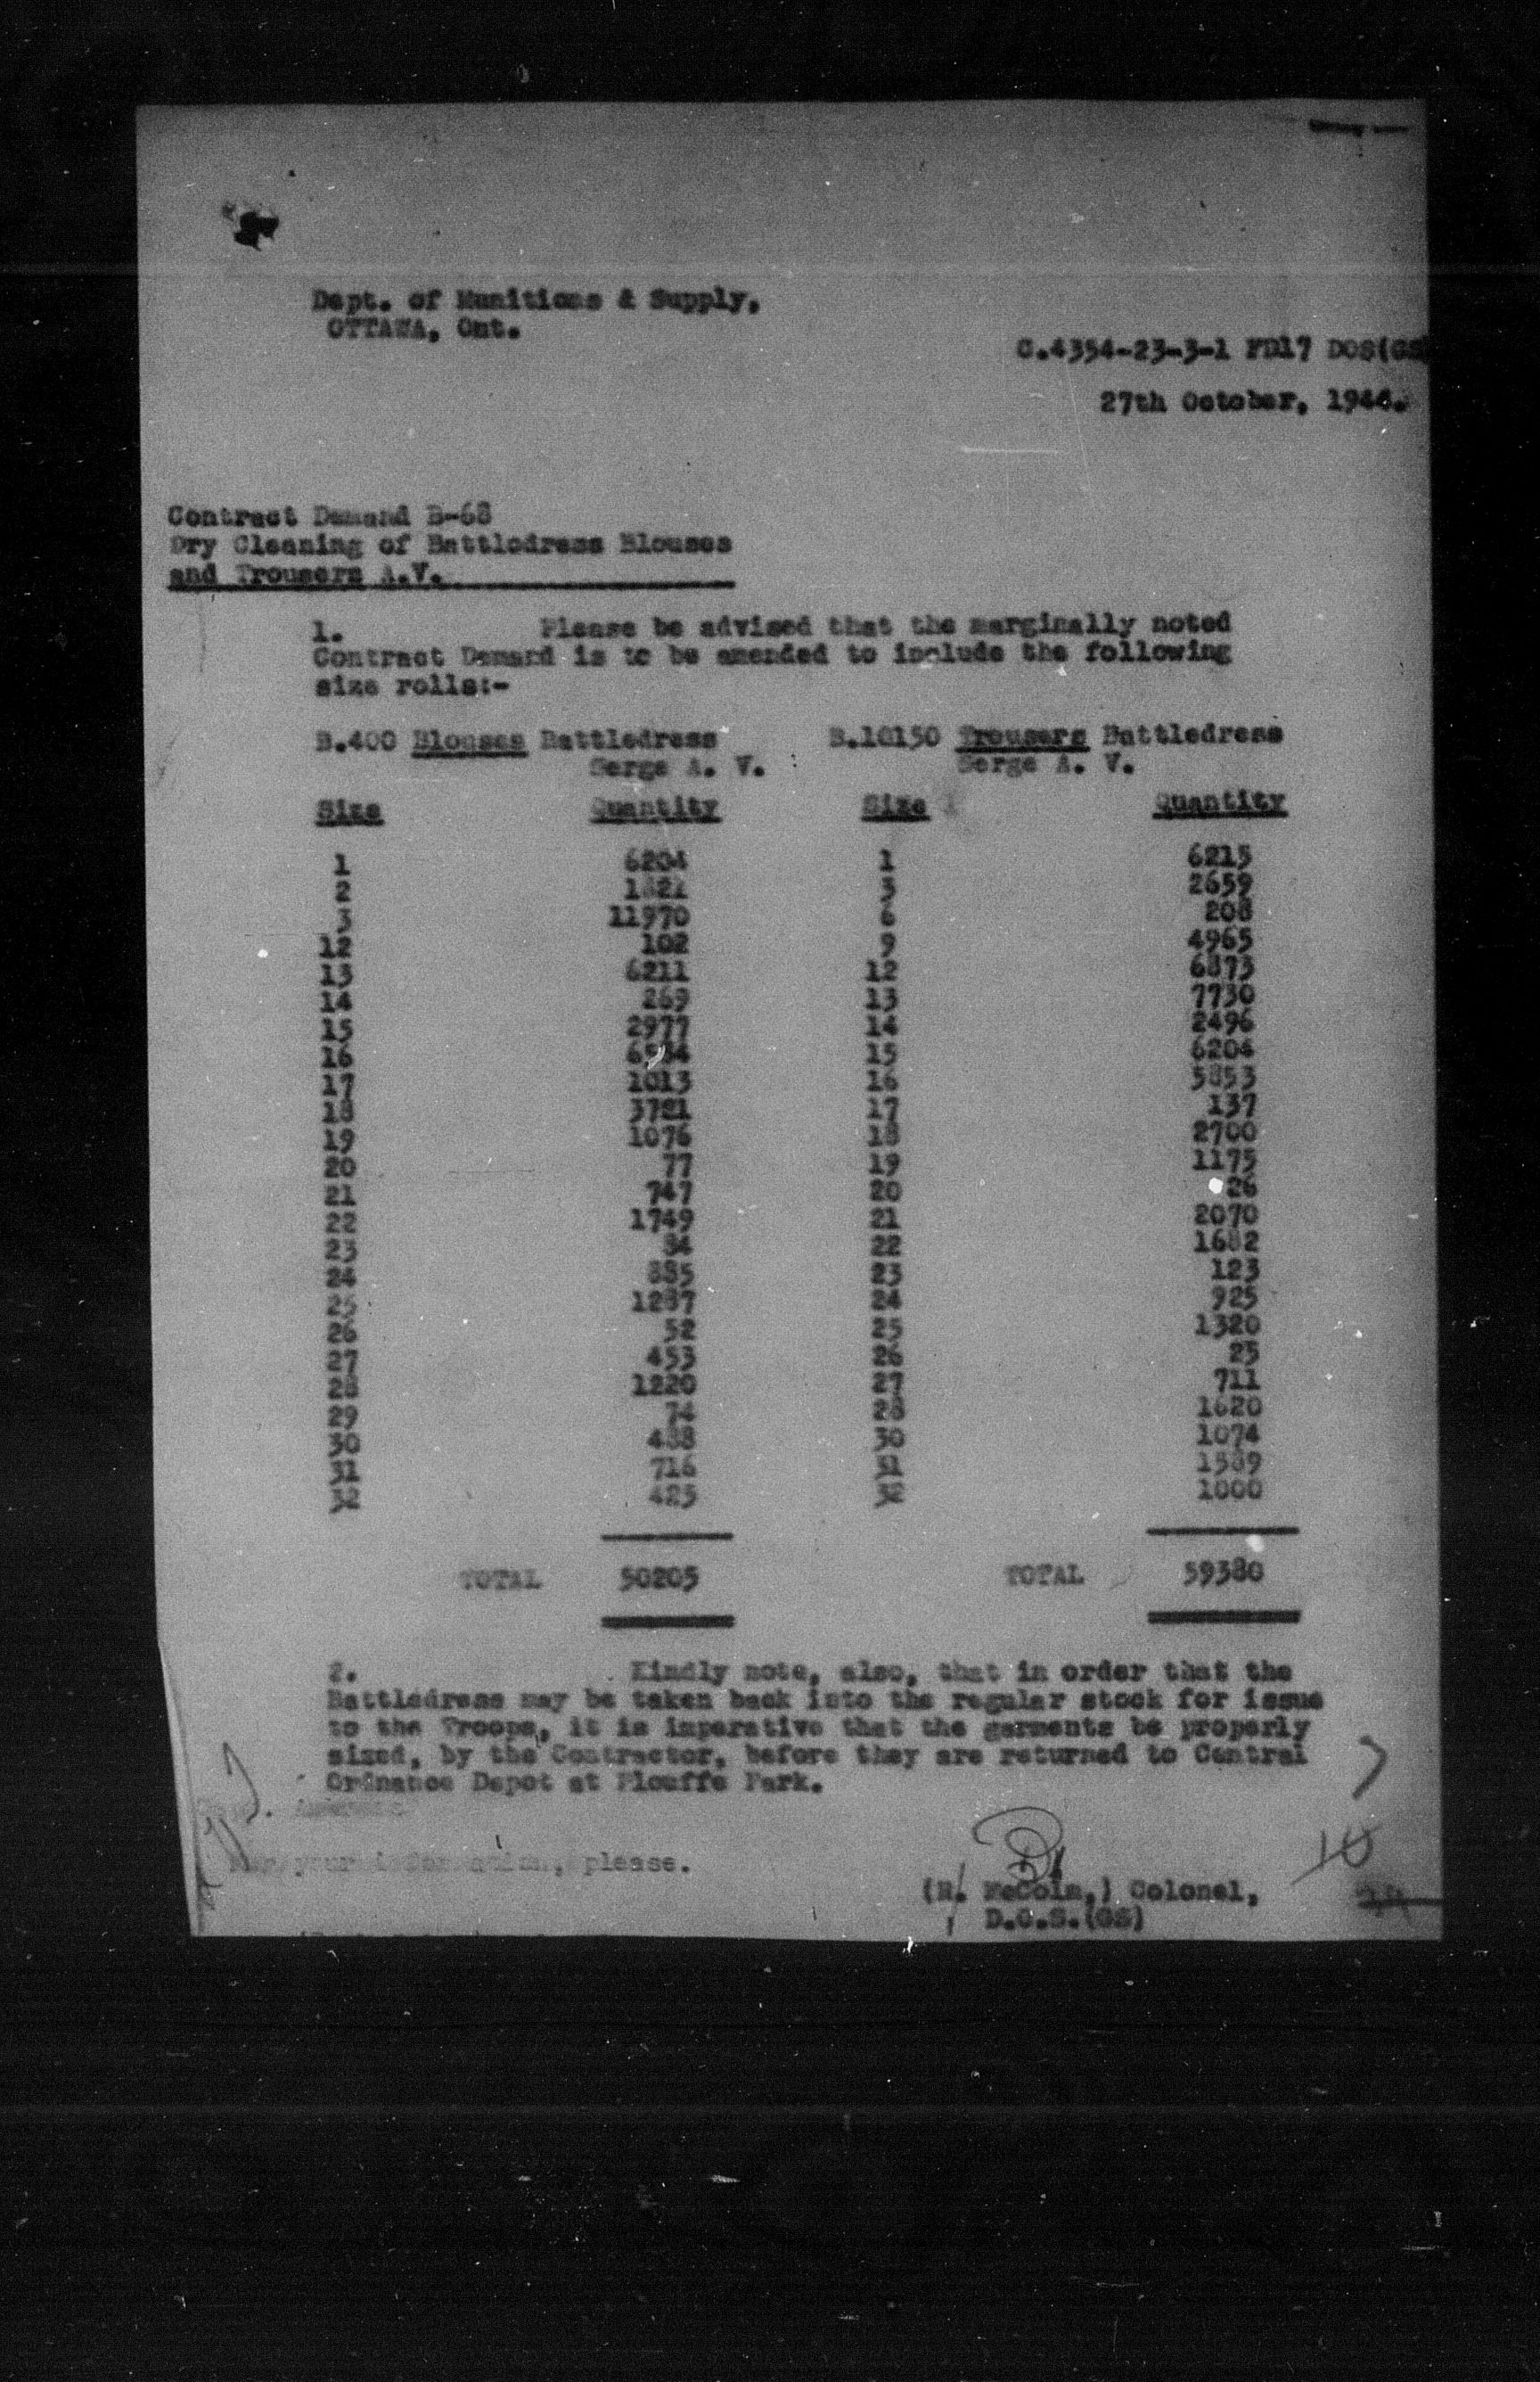 Dept. of Munitions & Supply,
OTTAWA, Ont.
C.4354-23-3-1 FD17 DOS(GS
27th October, 1944.
Contract Demand B-68
Dry Cleaning of Battledress Blouses
and Trousers A.V.
1. Please be advised that the marginally noted
Contract Demand is to be amended to include the following
size rolls:-
B.400 Blouses Battledress B.10150 Trousers Battledress
Serge A. V. Serge A. V.
Size Quantity Size Quantity
1 6204 1 6215
2 1821 3 2659
3 11970 6 208
12 102 9 4965
13 6211 12 6873
14 269 13 7730
15 2977 14 2496
16 6584 15 6204
17 1013 16 5853
18 3721 17 137
19 1076 18 2700
20 77 19 1175
21 747 20 26
22 1749 21 2070
23 84 22 1682
24 885 23 123
25 1287 24 925
26 52 25 1320
27 453 26 25
28 1220 27 711
29 74 28 1620
30 488 30 1074
31 716 31 1589
32 425 32 1000
TOTAL 50205 TOTAL 59380
2. Kindly note, also, that in order that the
Battledress may be taken back into the regular stock for issue
to the Troops, it is imperative that the garments be properly
sized, by the Contractor, before they are returned to Central
Ordnance Depot at Plouffe Park.
your information, please.
10
(H. McColm,) Colonel,
D.O.S.(GS)